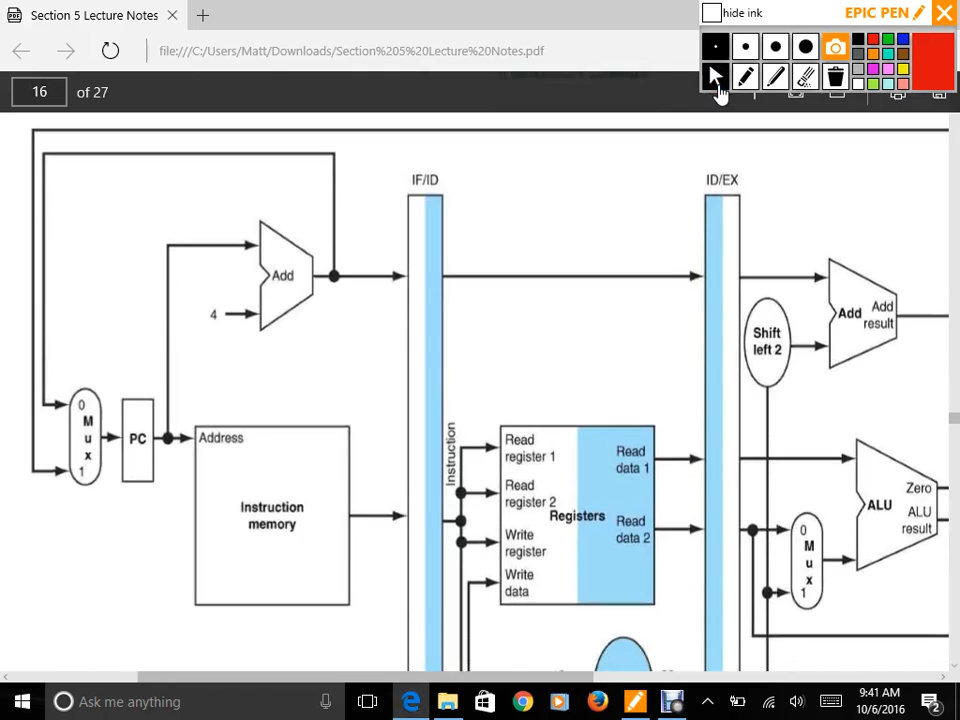 Section 5 Lecture Notes
hide ink
EPIC PEN
file:///C:/Users/Matt/Downloads/Section%205%20Lecture%20Notes.pdf
16 of 27
IF/ID
ID/EX
Add
4
Add
Add
result
Shift
left 2
0
M
u
x
1
PC
Address
Instruction
memory
Instruction
Read
register 1
Read
register 2
Write
register
Write
data
Registers
Read
data 1
Read
data 2
0
M
u
x
1
ALU
Zero
ALU
result
Ask me anything
9:41 AM
10/6/2016
2